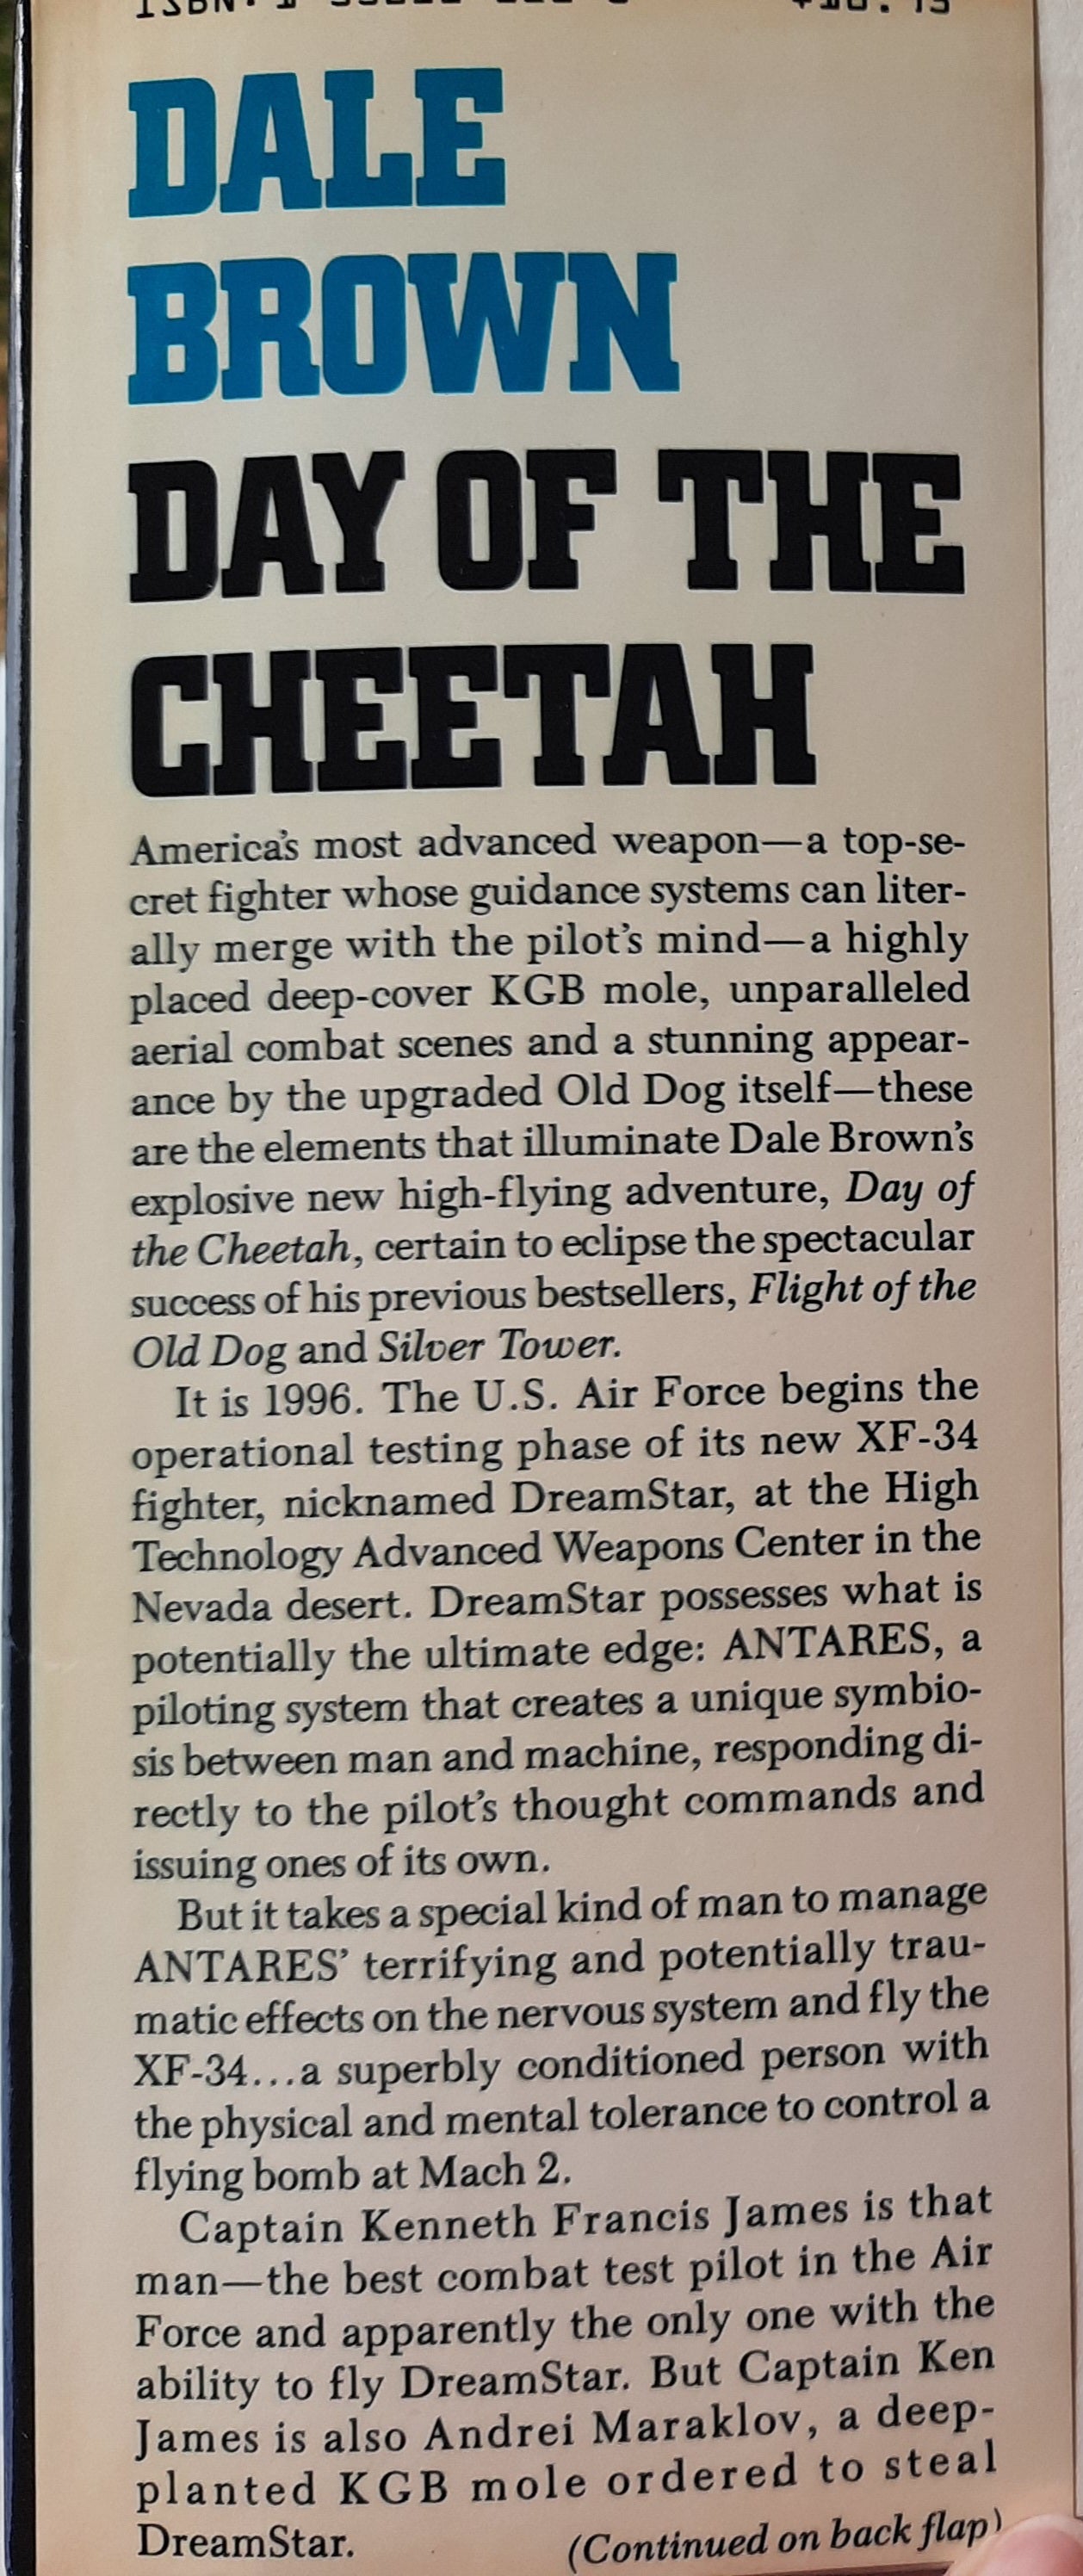 DALE
BROWN
DAY OF THE
CHEETAH
America's most advanced weapon—a top-se-
cret fighter whose guidance systems can liter-
ally merge with the pilot's mind—a highly
placed deep-cover KGB mole, unparalleled
aerial combat scenes and a stunning appear-
ance by the upgraded Old Dog itself—these
are the elements that illuminate Dale Brown's
explosive new high-flying adventure, Day of
the Cheetah, certain to eclipse the spectacular
success of his previous bestsellers, Flight of the
Old Dog and Silver Tower.
It is 1996. The U.S. Air Force begins the
operational testing phase of its new XF-34
fighter, nicknamed DreamStar, at the High
Technology Advanced Weapons Center in the
Nevada desert. DreamStar possesses what is
potentially the ultimate edge: ANTARES, a
piloting system that creates a unique symbio-
sis between man and machine, responding di-
rectly to the pilot's thought commands and
issuing ones of its own.
But it takes a special kind of man to manage
ANTARES' terrifying and potentially trau-
matic effects on the nervous system and fly the
XF-34...a superbly conditioned person with
the physical and mental tolerance to control a
flying bomb at Mach 2.
Captain Kenneth Francis James is that
man—the best combat test pilot in the Air
Force and apparently the only one with the
ability to fly DreamStar. But Captain Ken
James is also Andrei Maraklov, a deep-
planted KGB mole ordered to steal
DreamStar. (Continued on back flap)